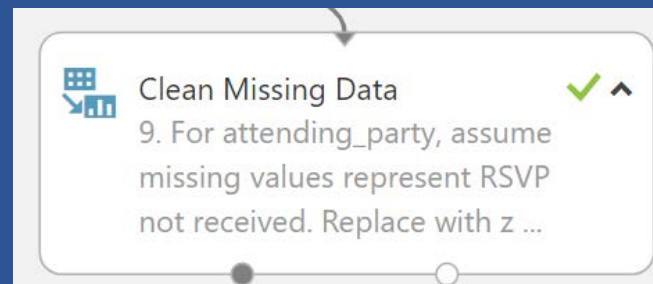 Clean Missing Data
9. For attending_party, assume
missing values represent RSVP
not received. Replace with z ...